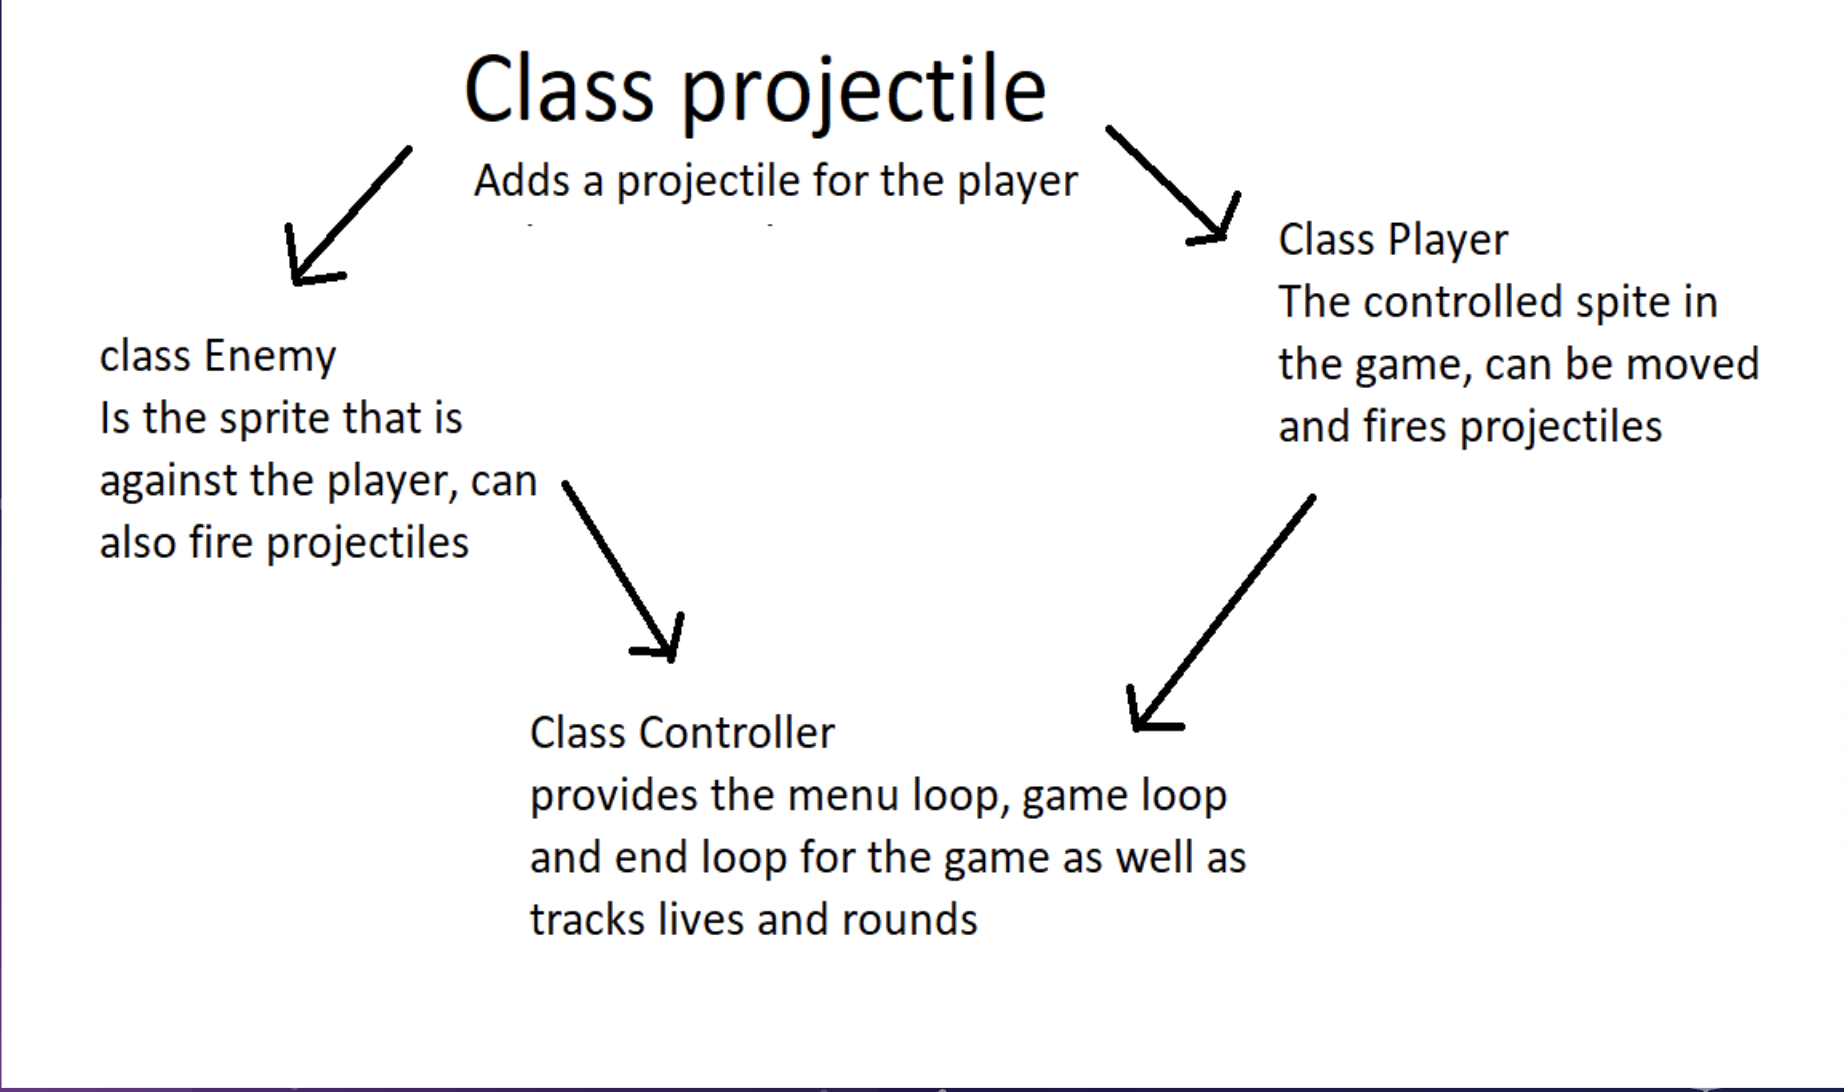 Class projectile
Adds a projectile for the player
class Enemy
Is the sprite that is
against the player, can
also fire projectiles
Class Player
The controlled spite in
the game, can be moved
and fires projectiles
Class Controller
provides the menu loop, game loop
and end loop for the game as well as
tracks lives and rounds